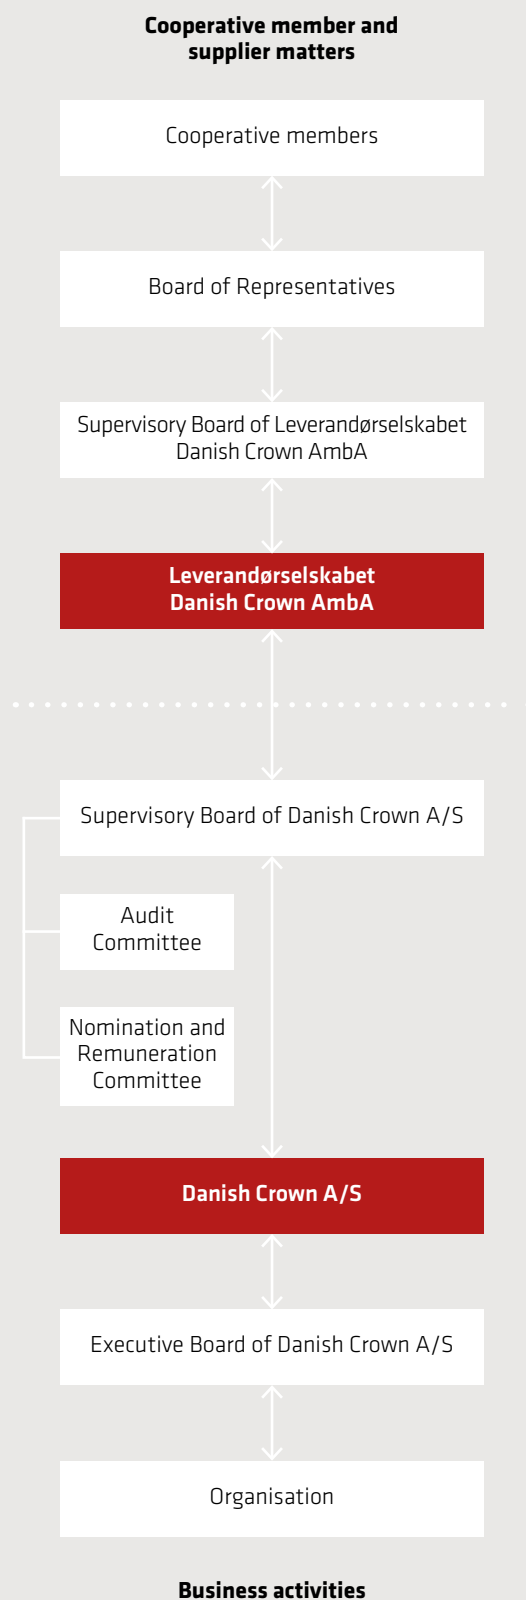 Cooperative member and
supplier matters
Cooperative members
Board of Representatives
Supervisory Board of Leverandørselskabet
Danish Crown AmbA
Leverandørselskabet
Danish Crown AmbA
Supervisory Board of Danish Crown A/S
Audit
Committee
Nomination and
Remuneration
Committee
Danish Crown A/S
Executive Board of Danish Crown A/S
Organisation
Business activities